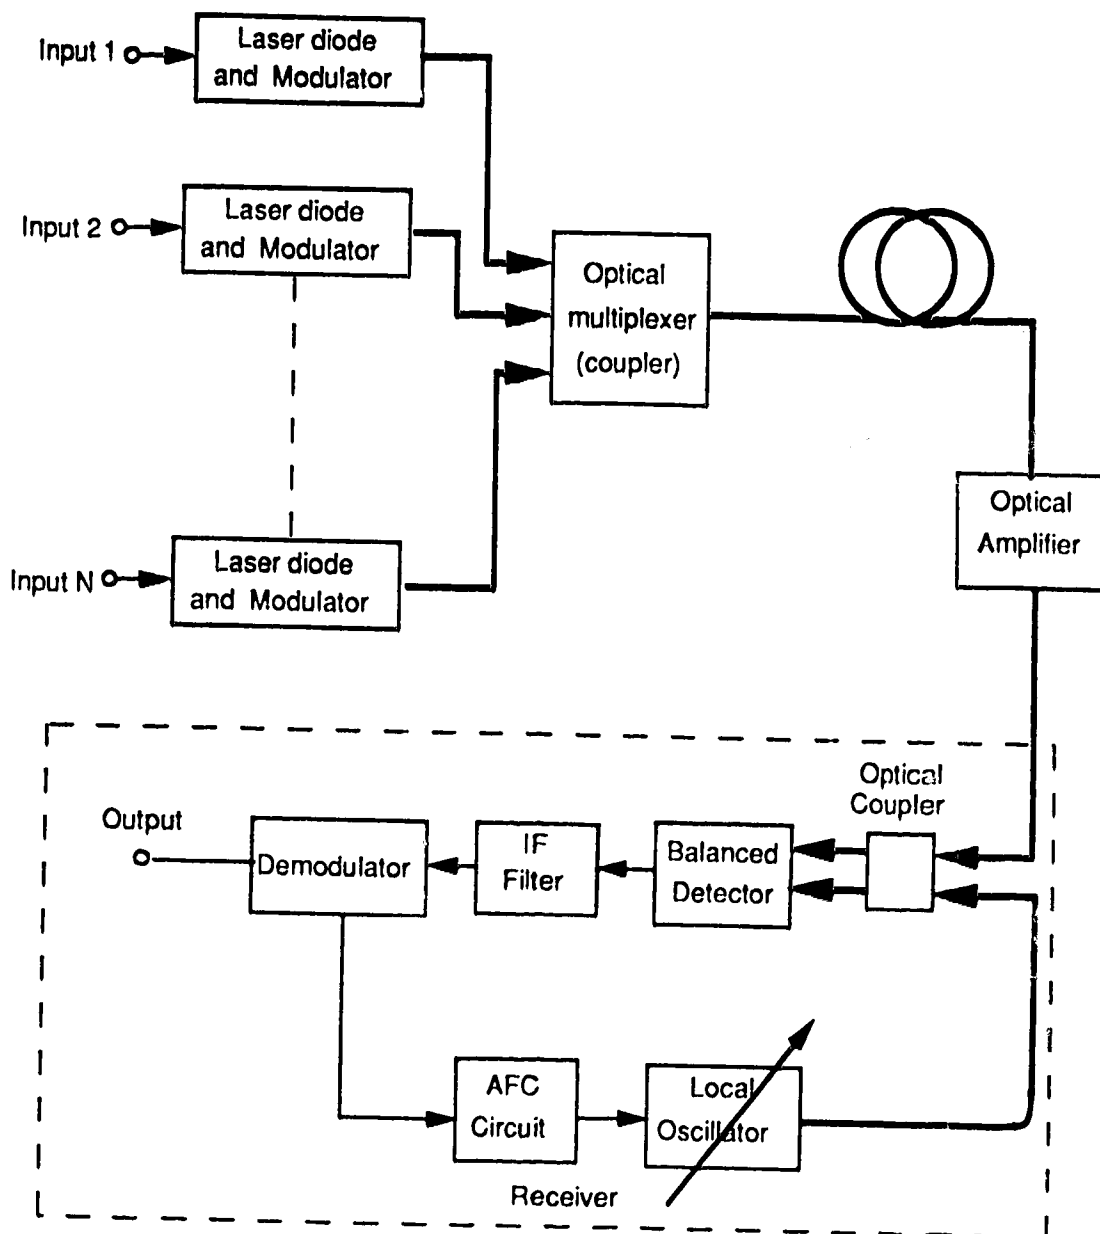 Input 1
Laser diode
and Modulator
Input 2
Laser diode
and Modulator
Optical
multiplexer
(coupler)
Optical
Amplifier
Input N
Laser diode
and Modulator
Optical
Coupler
Output
Demodulator
IF
Filter
Balanced
Detector
AFC
Circuit
Local
Oscillator
Receiver